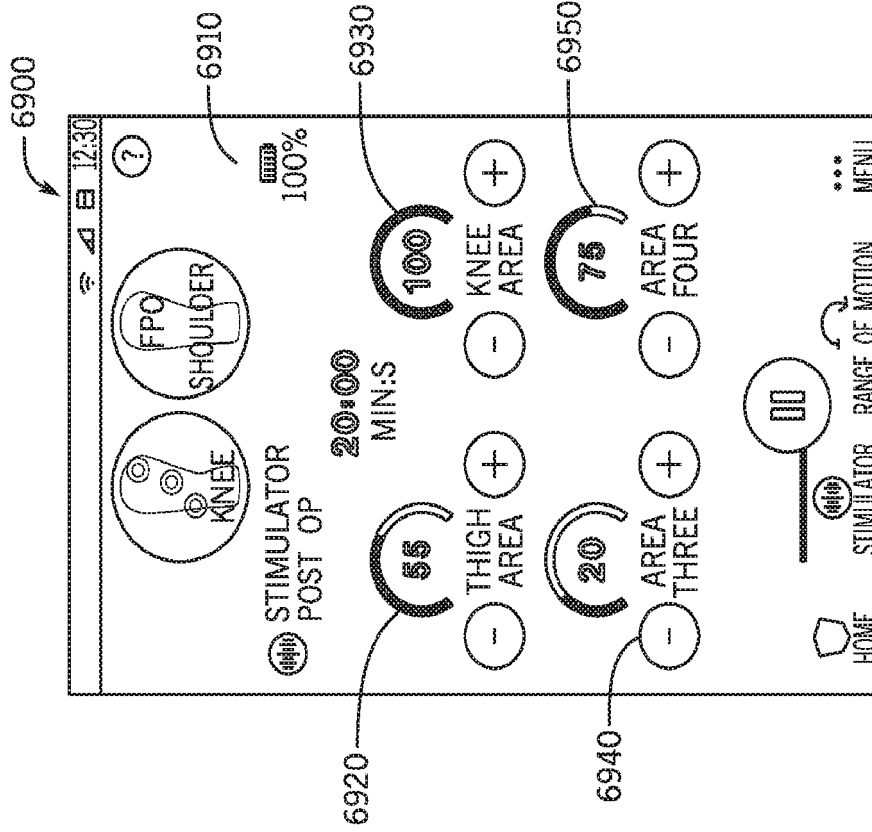 6900
12:30
?
KNEE
FPO
SHOULDER
6910
STIMULATOR
POST OP
100%
20:00
MIN:S
6920
55
THIGH
AREA
- +
6930
100
KNEE
AREA
- +
6940
20
AREA
THREE
- +
6950
75
AREA
FOUR
- +
HOME
STIMULATOR
RANGE OF MOTION
MENU